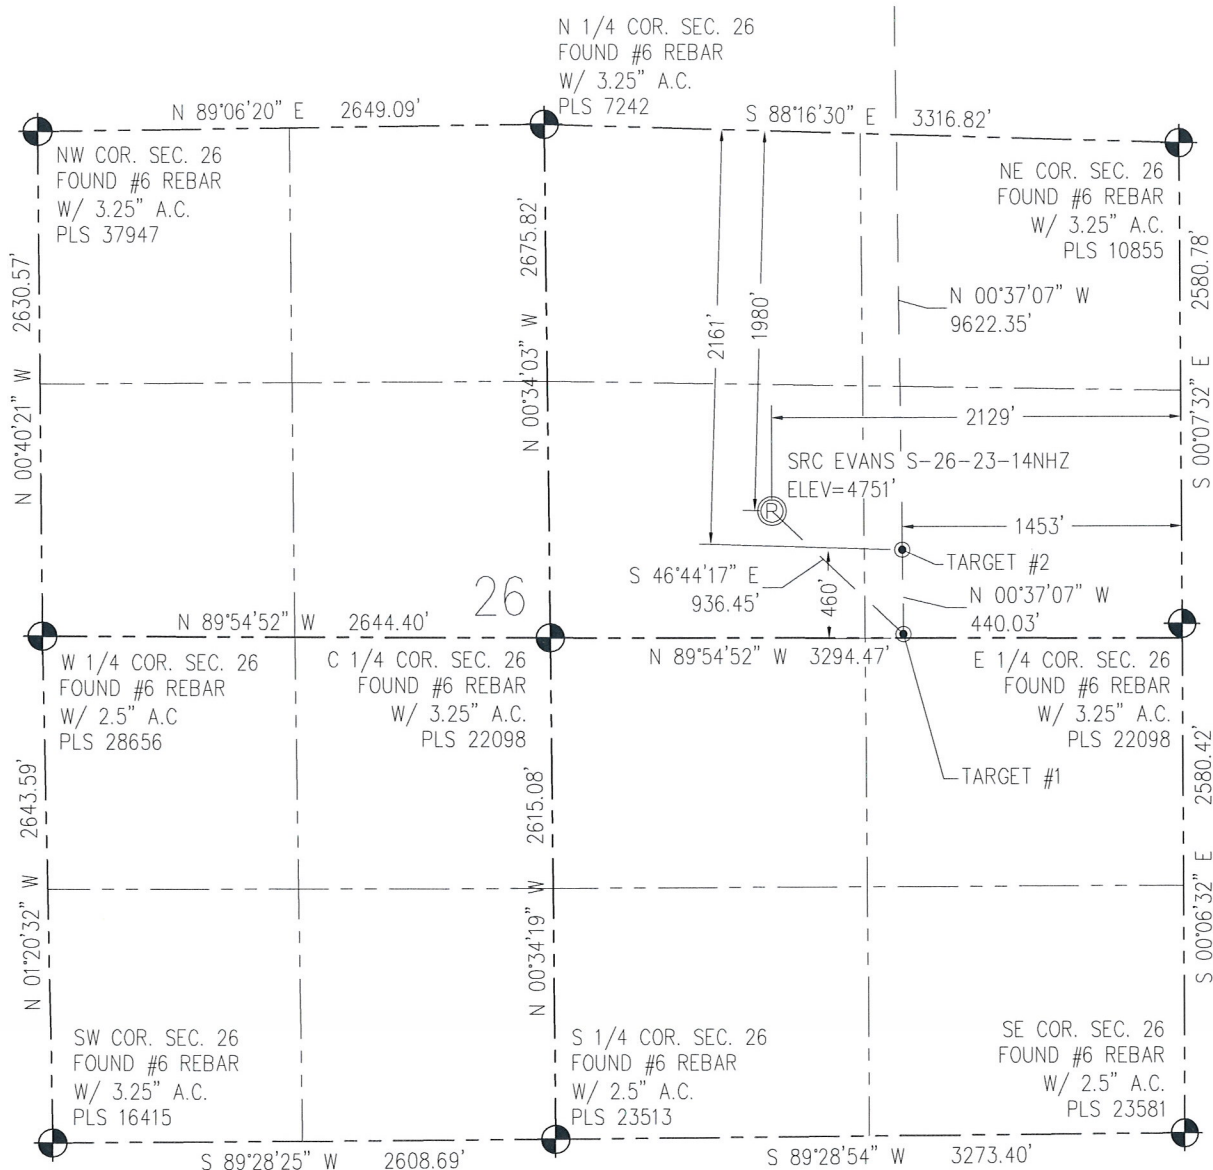 N 1/4 COR. SEC. 26
FOUND #6 REBAR
W/ 3.25" A.C.
PLS 7242
N 89°06'20" E 2649.09'
S 88°16'30" E 3316.82'
NW COR. SEC. 26
FOUND #6 REBAR
W/ 3.25" A.C.
PLS 37947
NE COR. SEC. 26
FOUND #6 REBAR
W/ 3.25" A.C.
PLS 10855
N 00°40'21" W 2630.57'
N 00°34'03" W 2675.82'
2161'
1980'
N 00°37'07" W
9622.35'
S 00°07'32" E 2580.78'
2129'
SRC EVANS S-26-23-14NHZ
ELEV=4751'
R
1453'
TARGET #2
S 46°44'17" E
936.45'
460'
N 00°37'07" W
440.03'
26
N 89°54'52" W 2644.40'
N 89°54'52" W 3294.47'
W 1/4 COR. SEC. 26
FOUND #6 REBAR
W/ 2.5" A.C
PLS 28656
C 1/4 COR. SEC. 26
FOUND #6 REBAR
W/ 3.25" A.C.
PLS 22098
E 1/4 COR. SEC. 26
FOUND #6 REBAR
W/ 3.25" A.C.
PLS 22098
TARGET #1
N 01°20'32" W 2643.59'
N 00°34'19" W 2615.08'
S 00°06'32" E 2580.42'
SW COR. SEC. 26
FOUND #6 REBAR
W/ 3.25" A.C.
PLS 16415
S 1/4 COR. SEC. 26
FOUND #6 REBAR
W/ 2.5" A.C.
PLS 23513
SE COR. SEC. 26
FOUND #6 REBAR
W/ 2.5" A.C.
PLS 23581
S 89°28'25" W 2608.69'
S 89°28'54" W 3273.40'